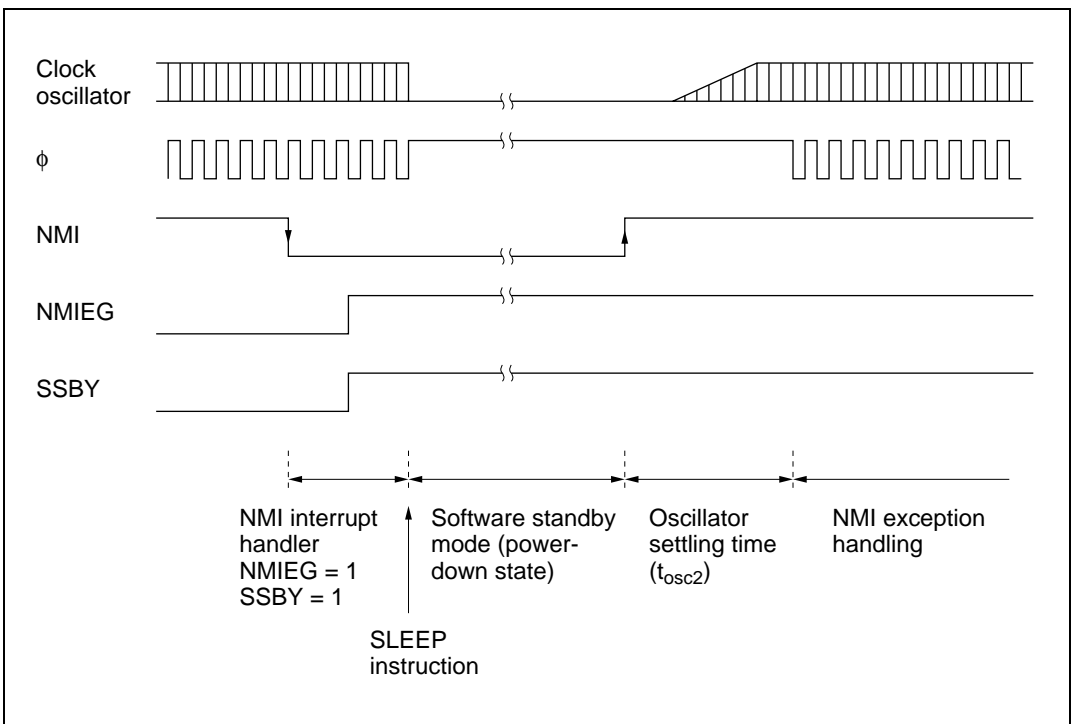 Clock
oscillator
φ
NMI
NMIEG
SSBY
NMI interrupt
handler
NMIEG = 1
SSBY = 1
SLEEP
instruction
Software standby
mode (power-
down state)
Oscillator
settling time
(tosc2)
NMI exception
handling